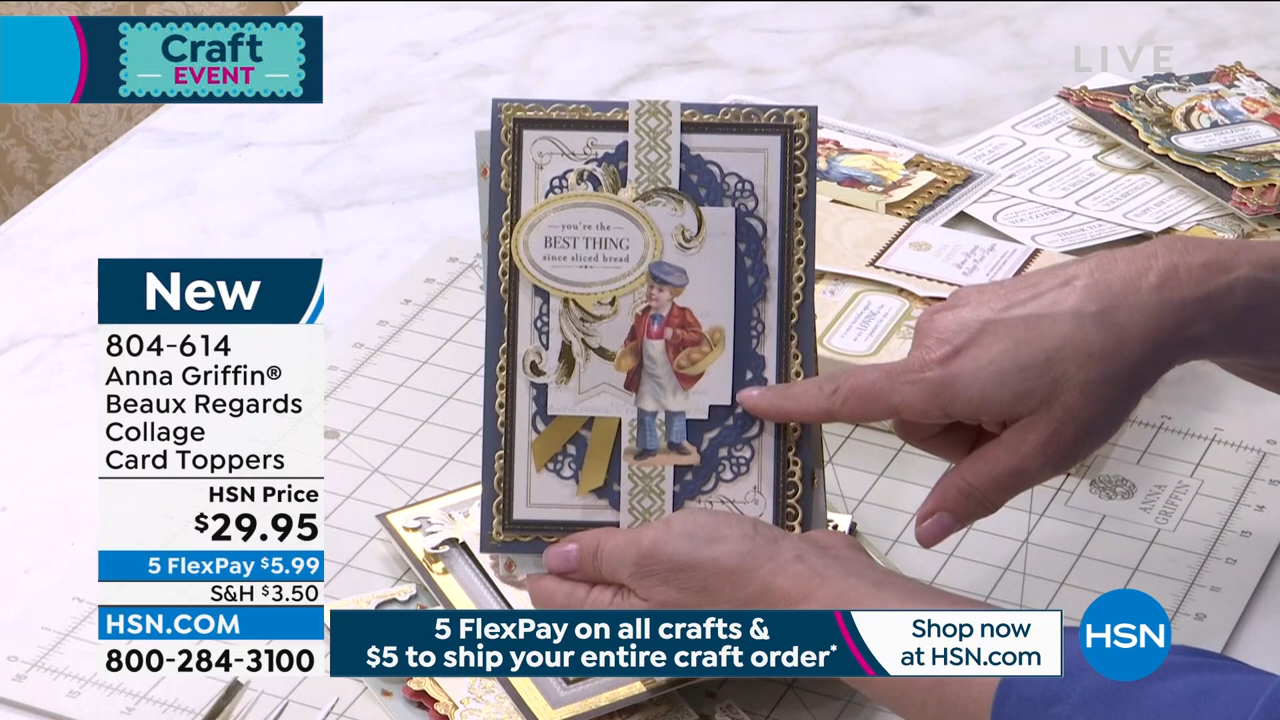 Craft
EVENT
LIVE
New
804-614
Anna Griffin®
Beaux Regards
Collage
Card Toppers
HSN Price
$29.95
5 FlexPay $5.99
S&H $3.50
HSN.COM
800-284-3100
you're the
BEST THING
since sliced bread
ANNA
GRIFFIN
5 FlexPay on all crafts &
$5 to ship your entire craft order*
Shop now
at HSN.com
HSN